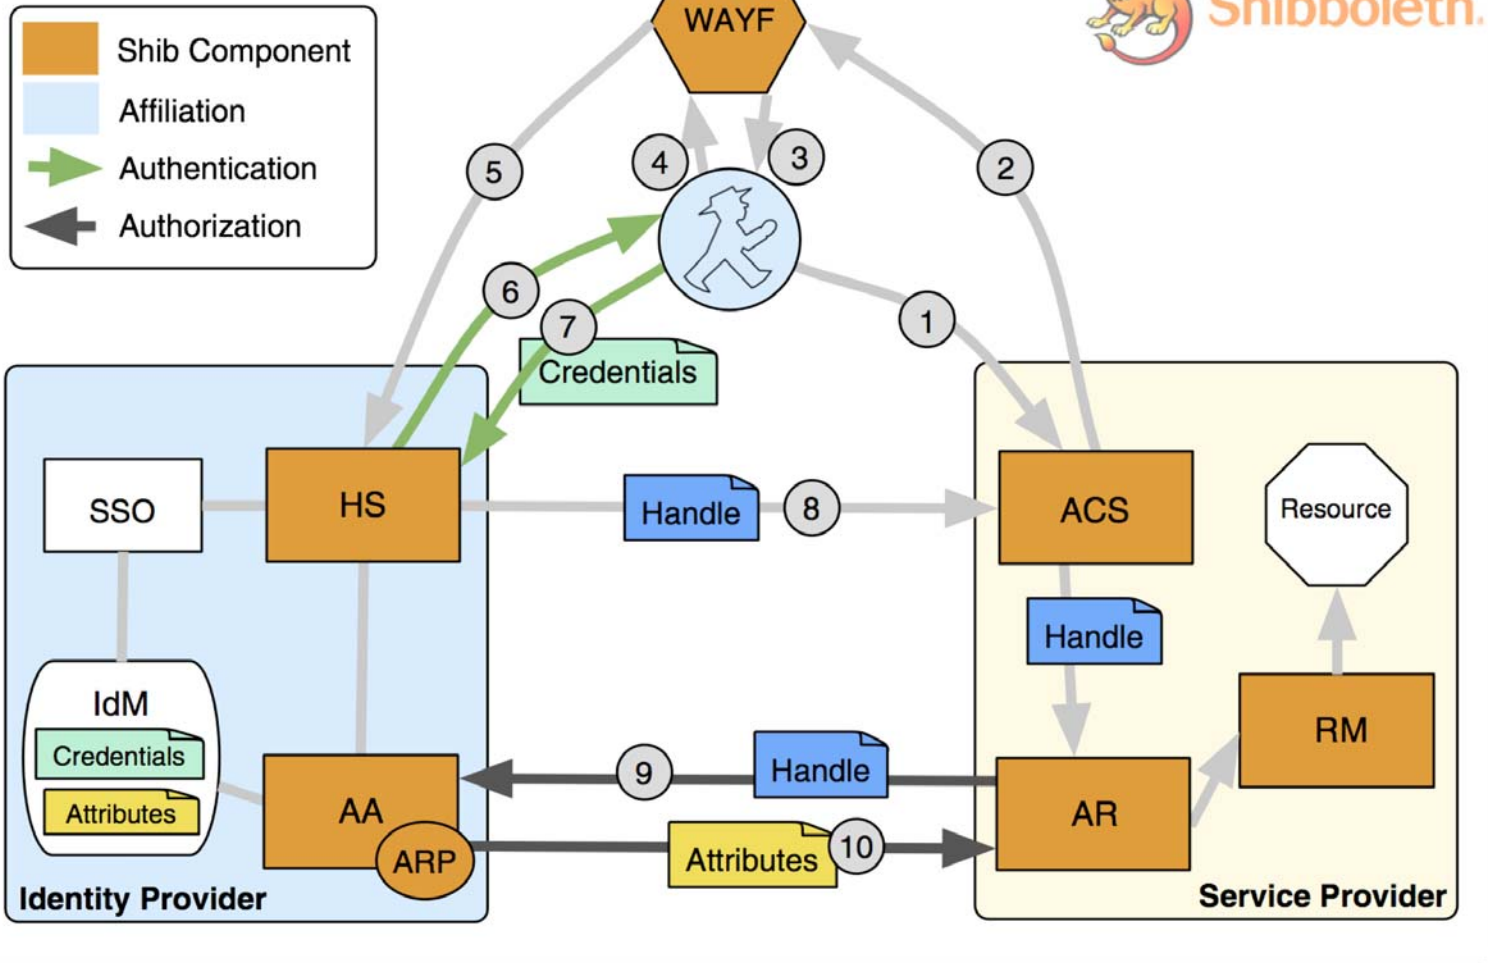 Shibboleth.
WAYF
Shib Component
Affiliation
Authentication
Authorization
5
4
3
2
6
7
1
Credentials
SSO
HS
Handle
8
ACS
Resource
Handle
IdM
Credentials
Attributes
AA
ARP
9
Handle
Attributes
10
AR
RM
Identity Provider
Service Provider